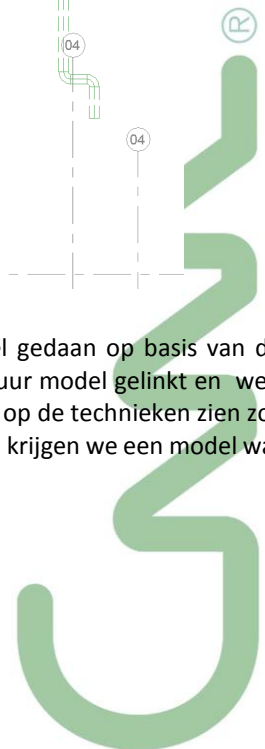 ®
04
04
el gedaan op basis van d
uur model gelinkt en we
op de technieken zien zo
krijgen we een model wa